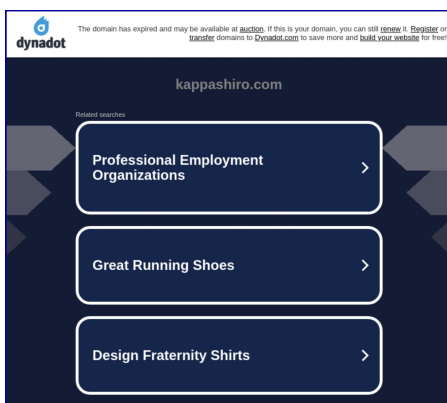 dynadot
The domain has expired and may be available at auction. If this is your domain, you can still renew it. Register or
transfer domains to Dynadot.com to save more and build your website for free!
kappashiro.com
Related searches
Professional Employment
Organizations
Great Running Shoes
Design Fraternity Shirts